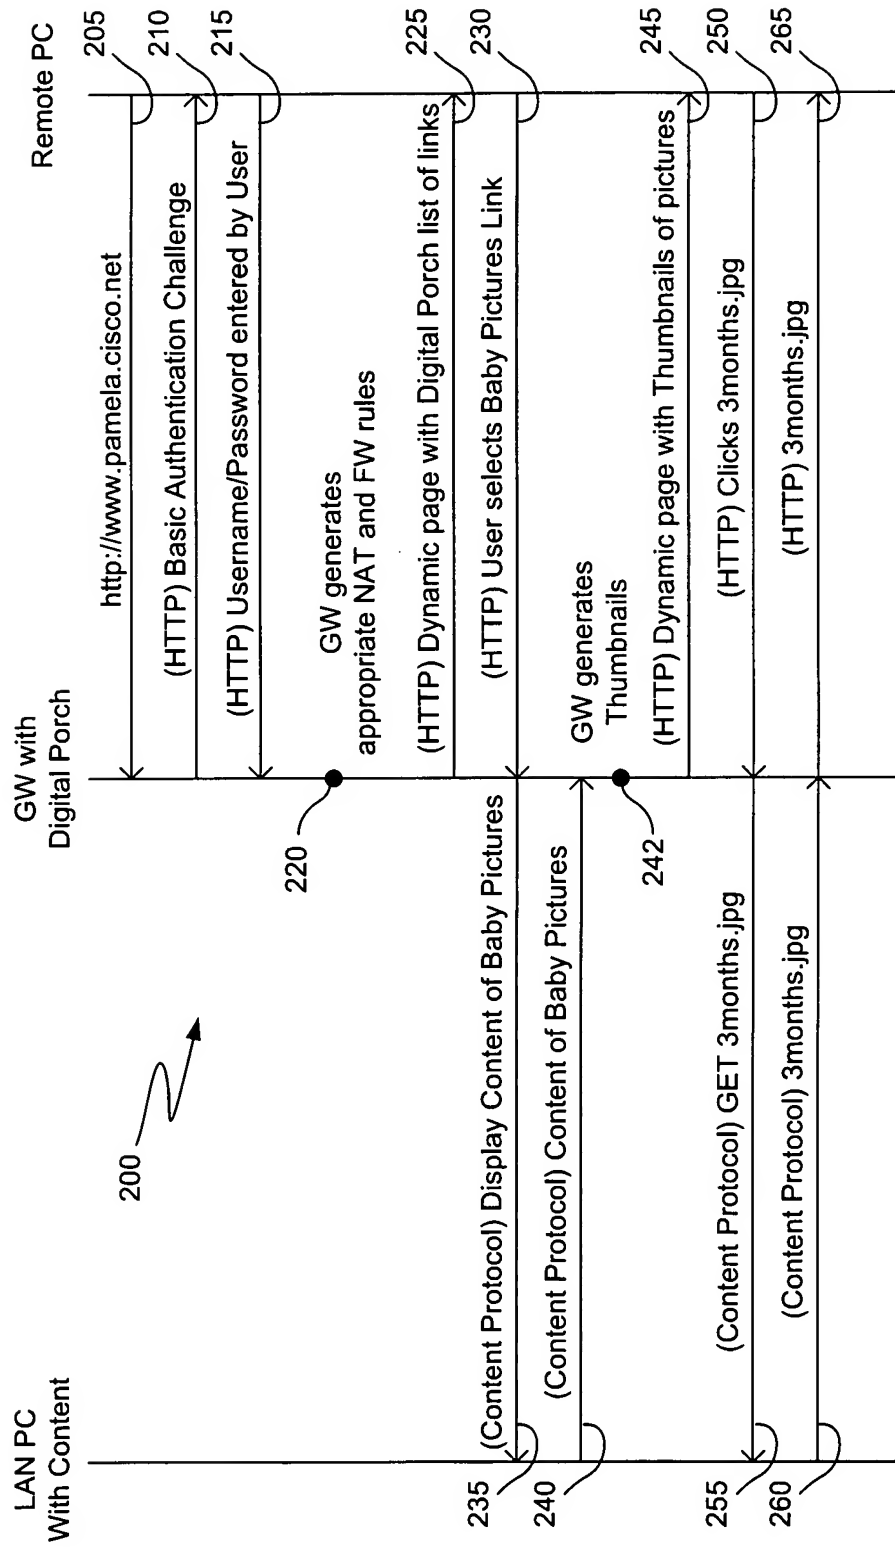 LAN PC
With Content
GW with
Digital Porch
Remote PC
200
http://www.pamela.cisco.net
205
(HTTP) Basic Authentication Challenge
210
(HTTP) Username/Password entered by User
215
220
GW generates
appropriate NAT and FW rules
(HTTP) Dynamic page with Digital Porch list of links
225
(HTTP) User selects Baby Pictures Link
230
235
(Content Protocol) Display Content of Baby Pictures
240
(Content Protocol) Content of Baby Pictures
GW generates
Thumbnails
242
(HTTP) Dynamic page with Thumbnails of pictures
245
(HTTP) Clicks 3months.jpg
250
255
(Content Protocol) GET 3months.jpg
260
(Content Protocol) 3months.jpg
(HTTP) 3months.jpg
265